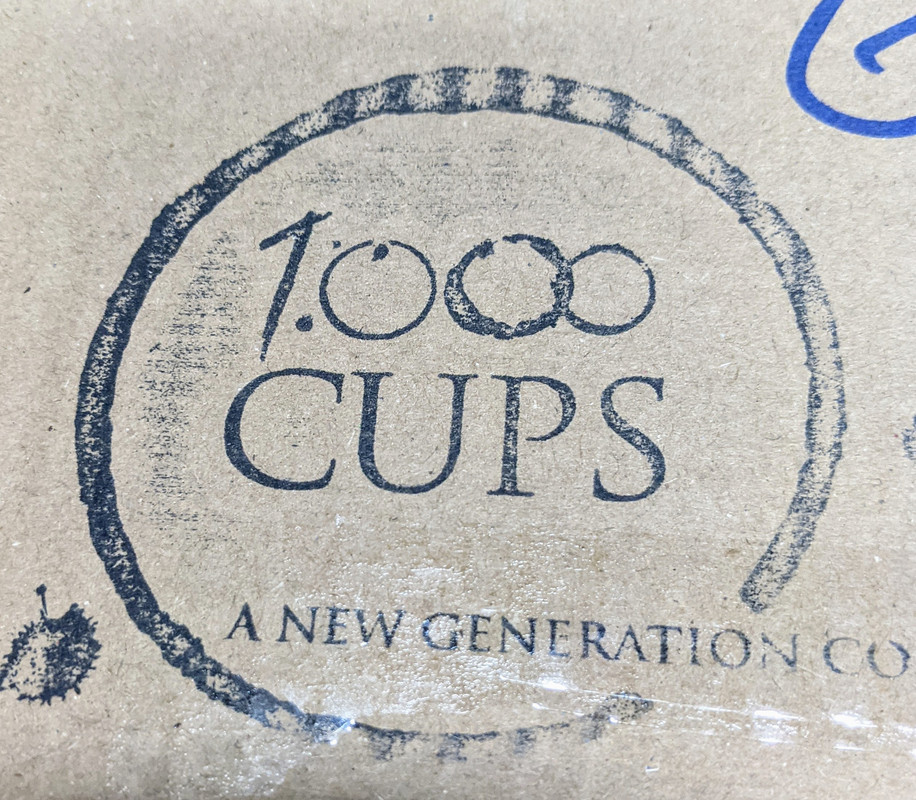 1.000
CUPS
A NEW GENERATION CO